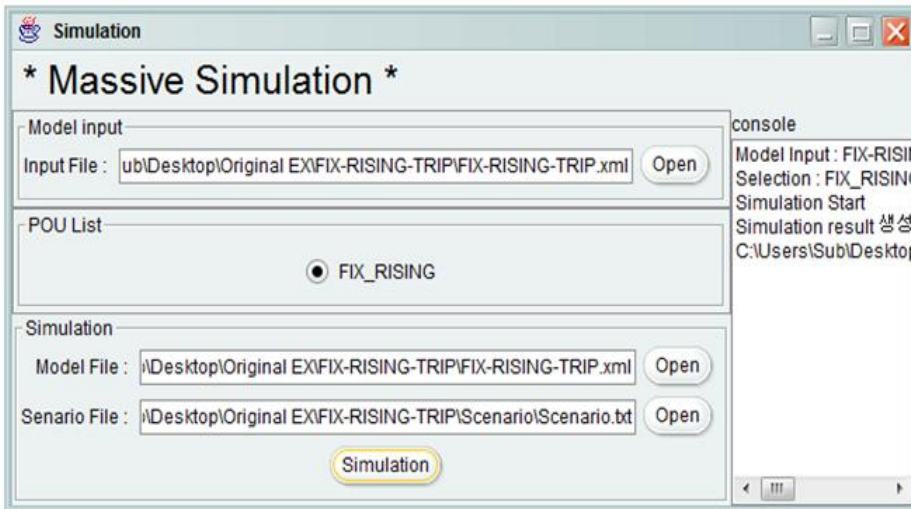 Simulation
* Massive Simulation *
Model input
Input File : ub\Desktop\Original EX\FIX-RISING-TRIP\FIX-RISING-TRIP.xml Open
POU List
FIX_RISING
Simulation
Model File : \Desktop\Original EX\FIX-RISING-TRIP\FIX-RISING-TRIP.xml Open
Senario File : \Desktop\Original EX\FIX-RISING-TRIP\Scenario\Scenario.txt Open
Simulation
console
Model Input : FIX-RISI
Selection : FIX_RISIN
Simulation Start
Simulation result 생성
C:\Users\Sub\Desktop